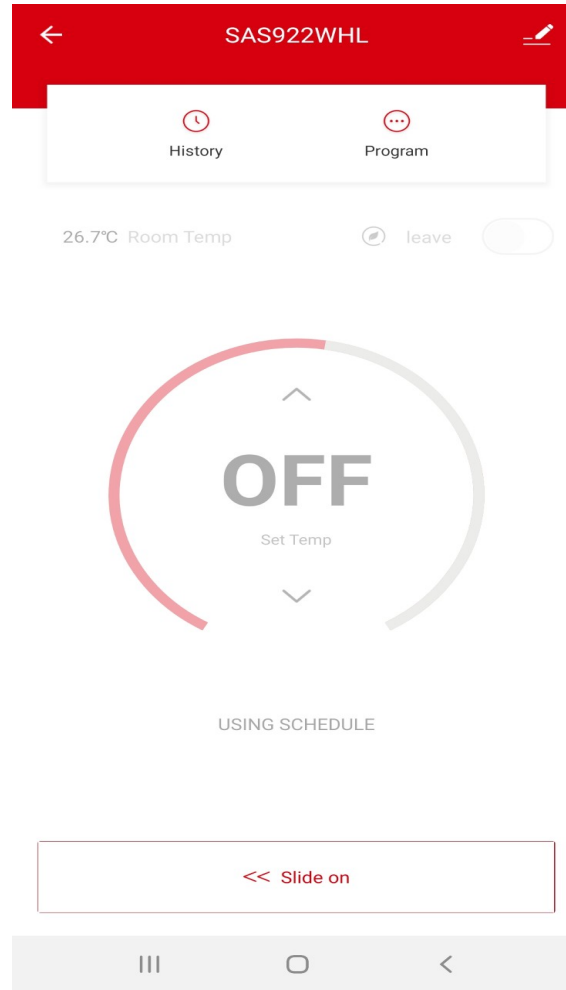 SAS922WHL
History
Program
26.7℃ Room Temp
leave
OFF
Set Temp
USING SCHEDULE
<< Slide on